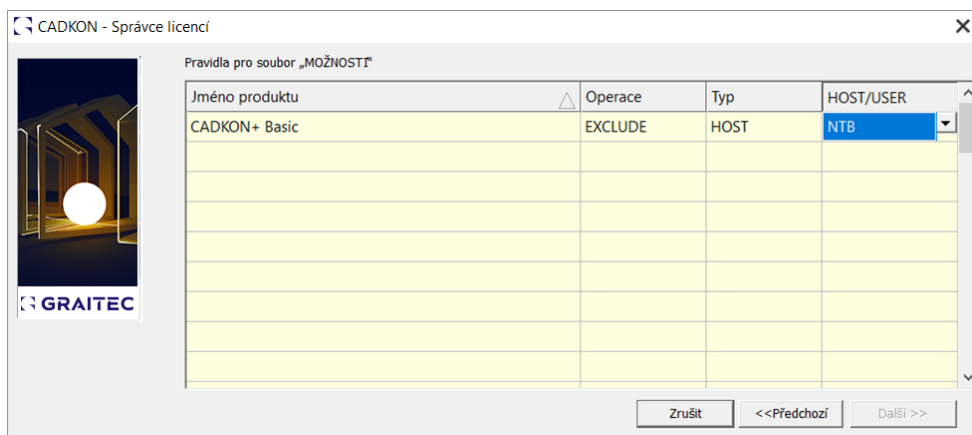 CADKON - Správce licencí
Pravidla pro soubor „MOŽNOSTI“
Jméno produktu Operace Typ HOST/USER
CADKON+ Basic EXCLUDE HOST NTB
GRAITEC
Zrušit <<Předchozí Další >>